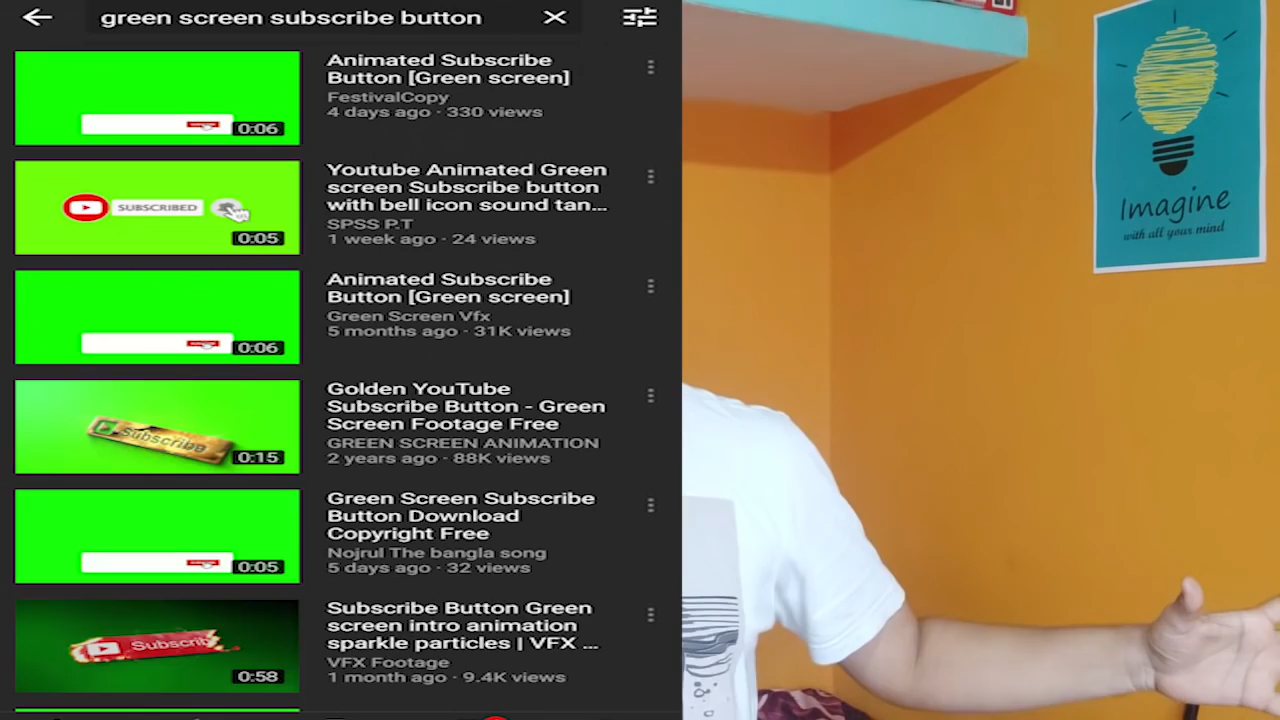 green screen subscribe button
Animated Subscribe
Button [Green screen]
FestivalCopy
4 days ago · 330 views
0:06
Youtube Animated Green
screen Subscribe button
with bell icon sound tan...
SPSS P.T
1 week ago · 24 views
SUBSCRIBED
0:05
Animated Subscribe
Button [Green screen]
Green Screen Vfx
5 months ago · 31K views
0:06
Golden YouTube
Subscribe Button - Green
Screen Footage Free
GREEN SCREEN ANIMATION
2 years ago · 88K views
Subscribe
0:15
Green Screen Subscribe
Button Download
Copyright Free
Nojrul The bangla song
5 days ago · 32 views
0:05
Subscribe Button Green
screen intro animation
sparkle particles | VFX ...
VFX Footage
1 month ago · 9.4K views
Subscrib
0:58
Imagine
with all your mind